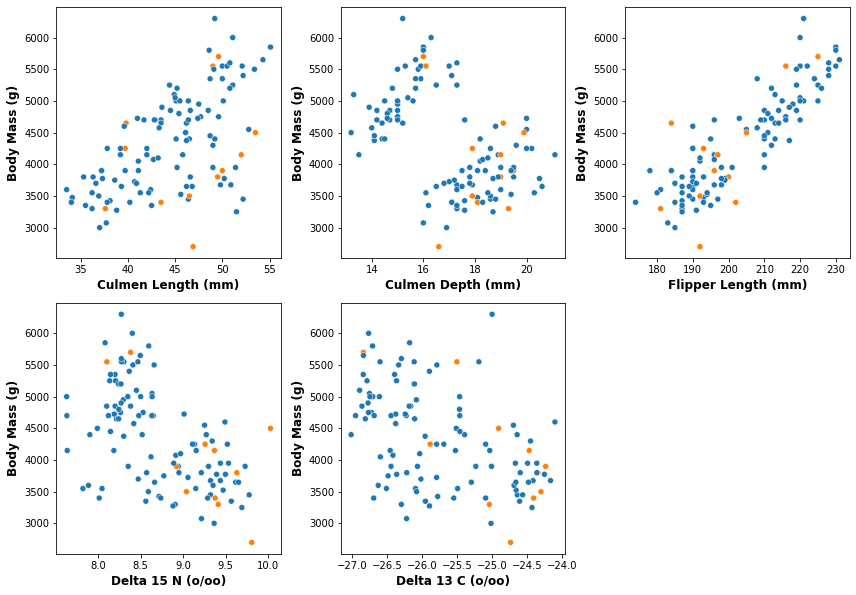 6000
5500
5000
4500
4000
3500
3000
Body Mass (g)
35 40 45 50 55
Culmen Length (mm)
6000
5500
5000
4500
4000
3500
3000
Body Mass (g)
14 16 18 20
Culmen Depth (mm)
6000
5500
5000
4500
4000
3500
3000
Body Mass (g)
180 190 200 210 220 230
Flipper Length (mm)
6000
5500
5000
4500
4000
3500
3000
Body Mass (g)
8.0 8.5 9.0 9.5 10.0
Delta 15 N (o/oo)
6000
5500
5000
4500
4000
3500
3000
Body Mass (g)
−27.0 −26.5 −26.0 −25.5 −25.0 −24.5 −24.0
Delta 13 C (o/oo)